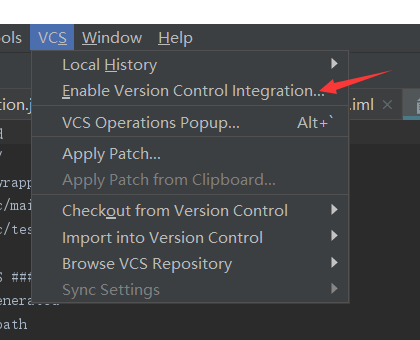 ols VCS Window Help
Local History
Enable Version Control Integration...
tion.j .iml
VCS Operations Popup... Alt+`
Apply Patch...
Apply Patch from Clipboard...
Checkout from Version Control
Import into Version Control
Browse VCS Repository
Sync Settings
d
/
wrapp
c/mai
c/tes
S ###
enerated
path